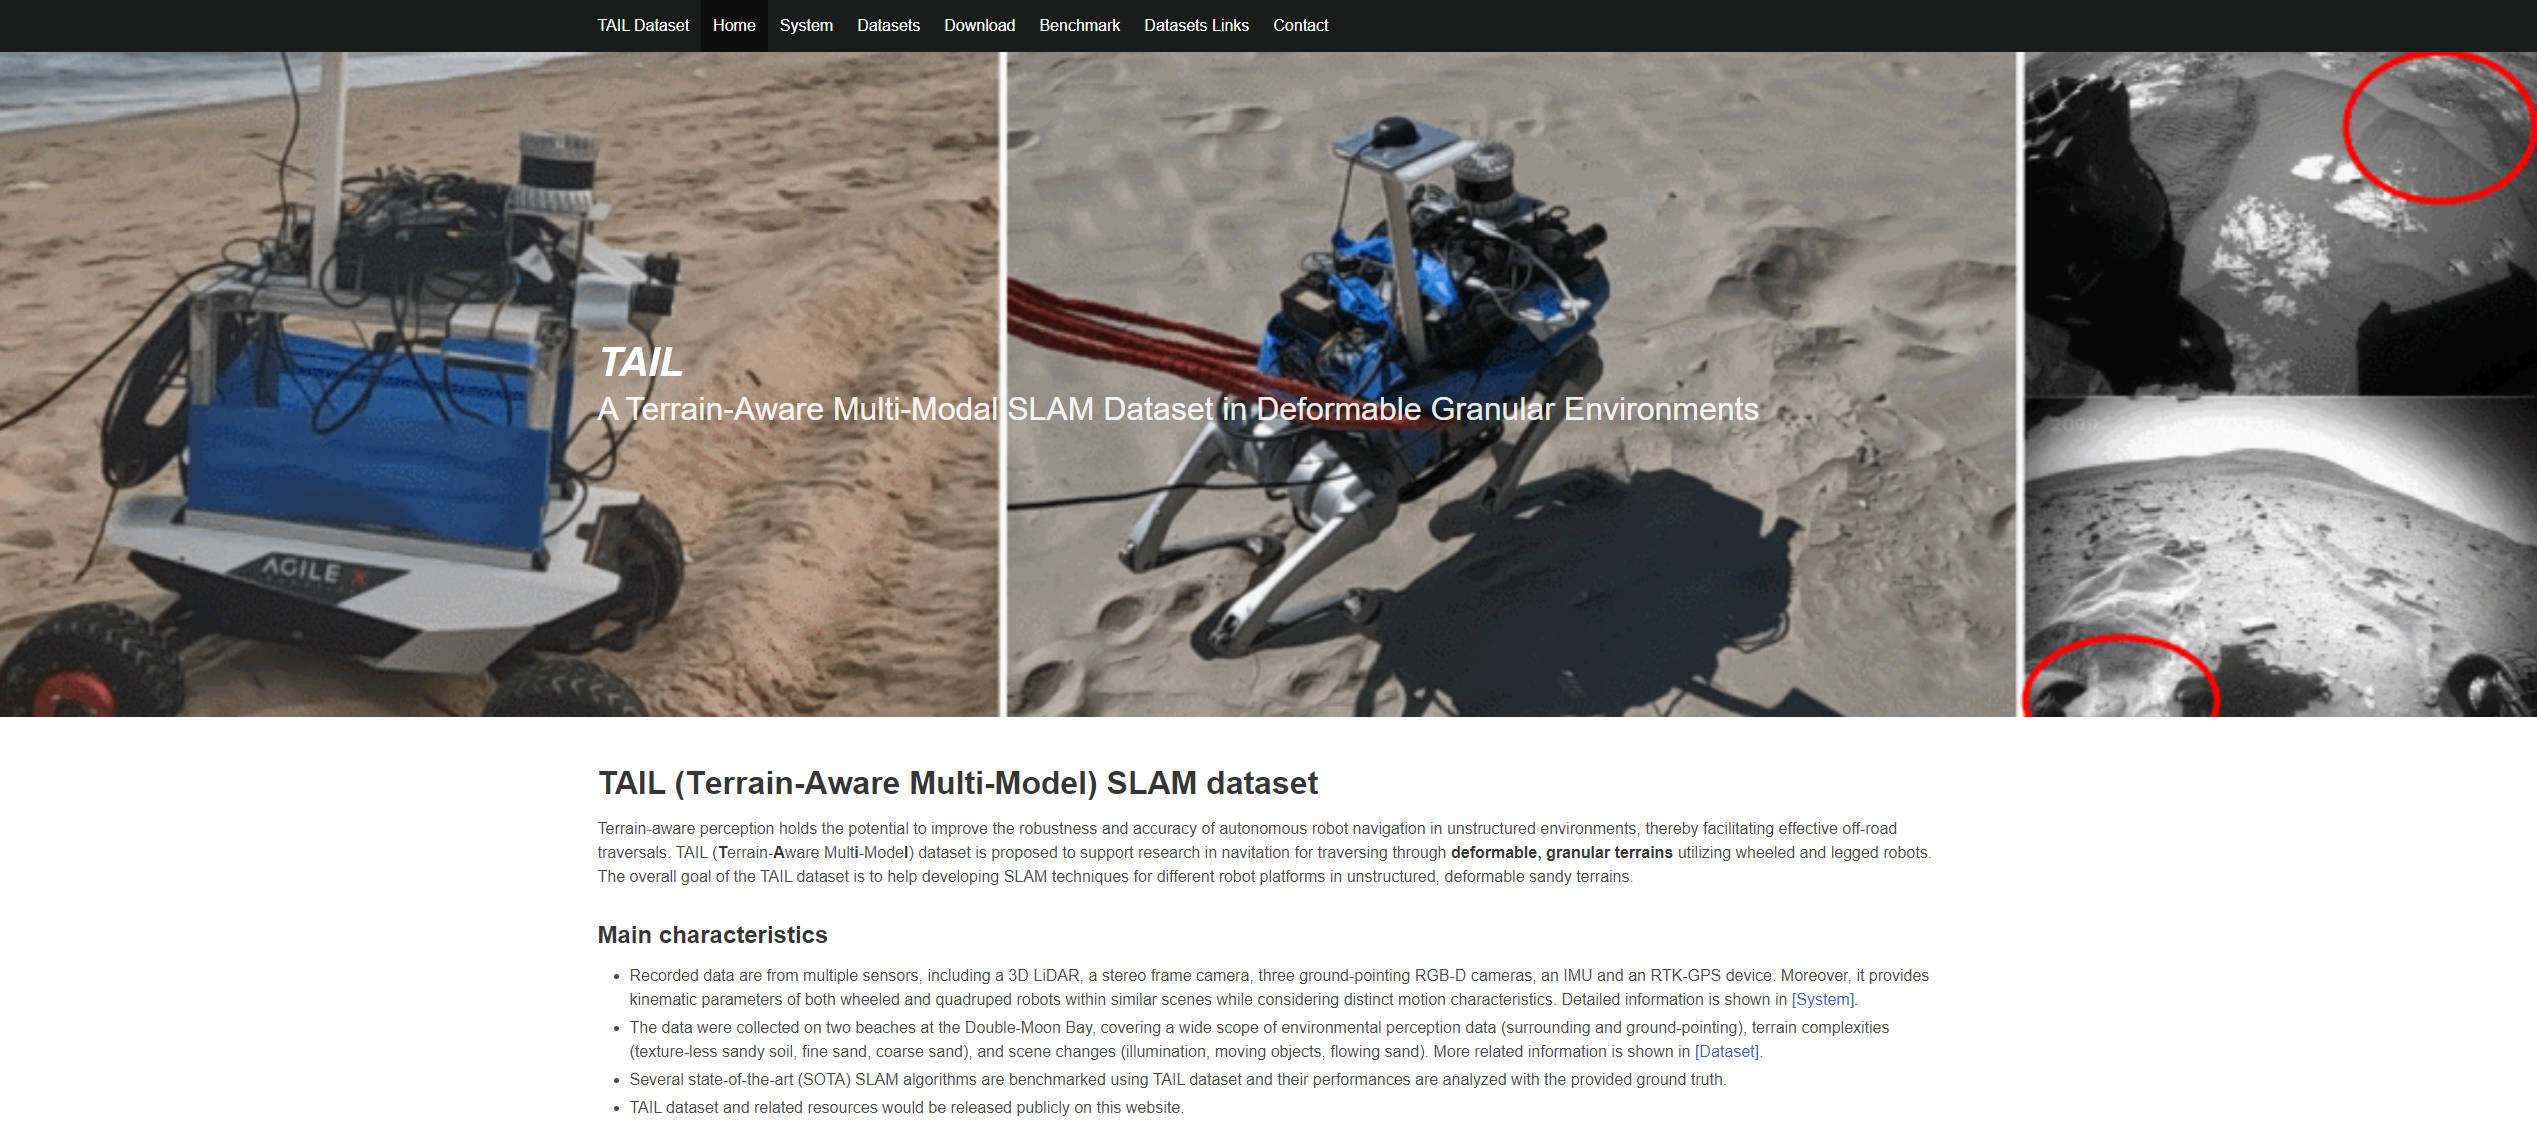 TAIL Dataset Home System Datasets Download Benchmark Datasets Links Contact
TAIL
A Terrain-Aware Multi-Modal SLAM Dataset in Deformable Granular Environments
AGILE X
TAIL (Terrain-Aware Multi-Model) SLAM dataset
Terrain-aware perception holds the potential to improve the robustness and accuracy of autonomous robot navigation in unstructured environments, thereby facilitating effective off-road
traversals. TAIL (Terrain-Aware Multi-Model) dataset is proposed to support research in navitation for traversing through deformable, granular terrains utilizing wheeled and legged robots.
The overall goal of the TAIL dataset is to help developing SLAM techniques for different robot platforms in unstructured, deformable sandy terrains.
Main characteristics
• Recorded data are from multiple sensors, including a 3D LiDAR, a stereo frame camera, three ground-pointing RGB-D cameras, an IMU and an RTK-GPS device. Moreover, it provides
kinematic parameters of both wheeled and quadruped robots within similar scenes while considering distinct motion characteristics. Detailed information is shown in [System].
• The data were collected on two beaches at the Double-Moon Bay, covering a wide scope of environmental perception data (surrounding and ground-pointing), terrain complexities
(texture-less sandy soil, fine sand, coarse sand), and scene changes (illumination, moving objects, flowing sand). More related information is shown in [Dataset].
• Several state-of-the-art (SOTA) SLAM algorithms are benchmarked using TAIL dataset and their performances are analyzed with the provided ground truth.
• TAIL dataset and related resources would be released publicly on this website.